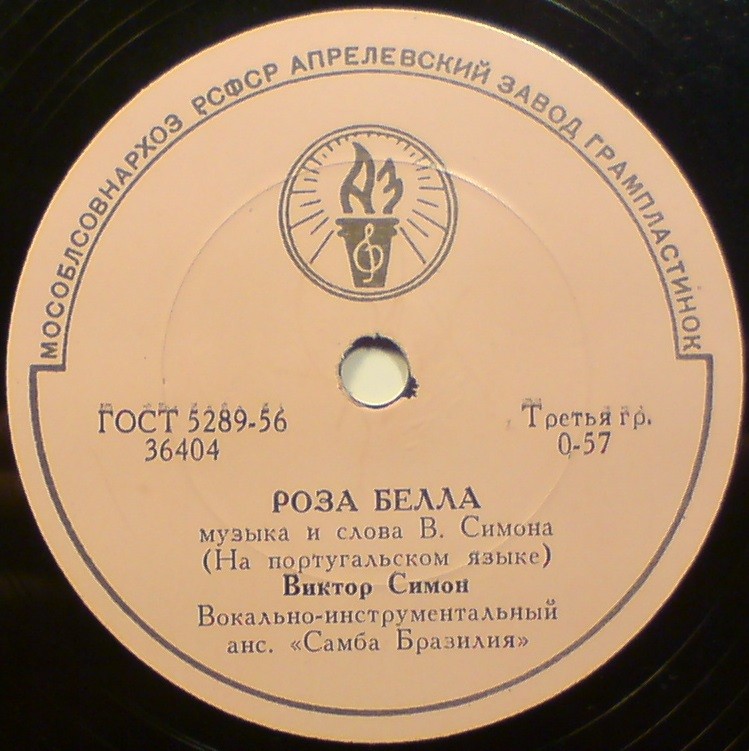 МОСОБЛСОВНАРХОЗ РСФСР АПРЕЛЕВСКИЙ ЗАВОД ГРАМПЛАСТИНОК
АЗ
ГОСТ 5289-56
36404
Третья гр.
0-57
РОЗА БЕЛЛА
музыка и слова В. Симона
(На португальском языке)
Виктор Симон
Вокально-инструментальный
анс. «Самба Бразилия»